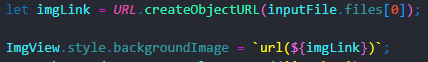 let imgLink = URL.createObjectURL(inputFile.files[0]);
ImgView.style.backgroundImage = `url(${imgLink})`;